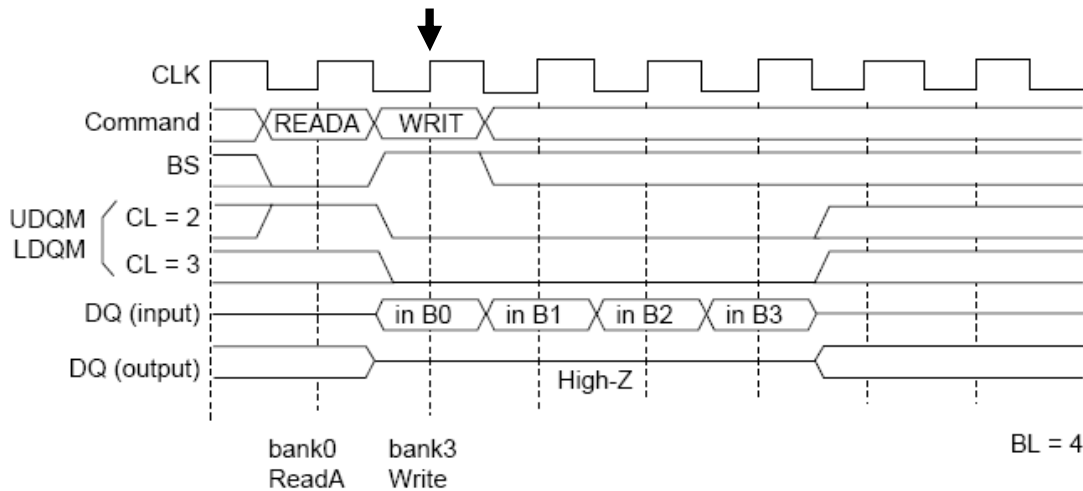 CLK
Command READA WRIT
BS
UDQM
LDQM
CL = 2
CL = 3
DQ (input) in B0 in B1 in B2 in B3
DQ (output)
High-Z
bank0
ReadA
bank3
Write
BL = 4